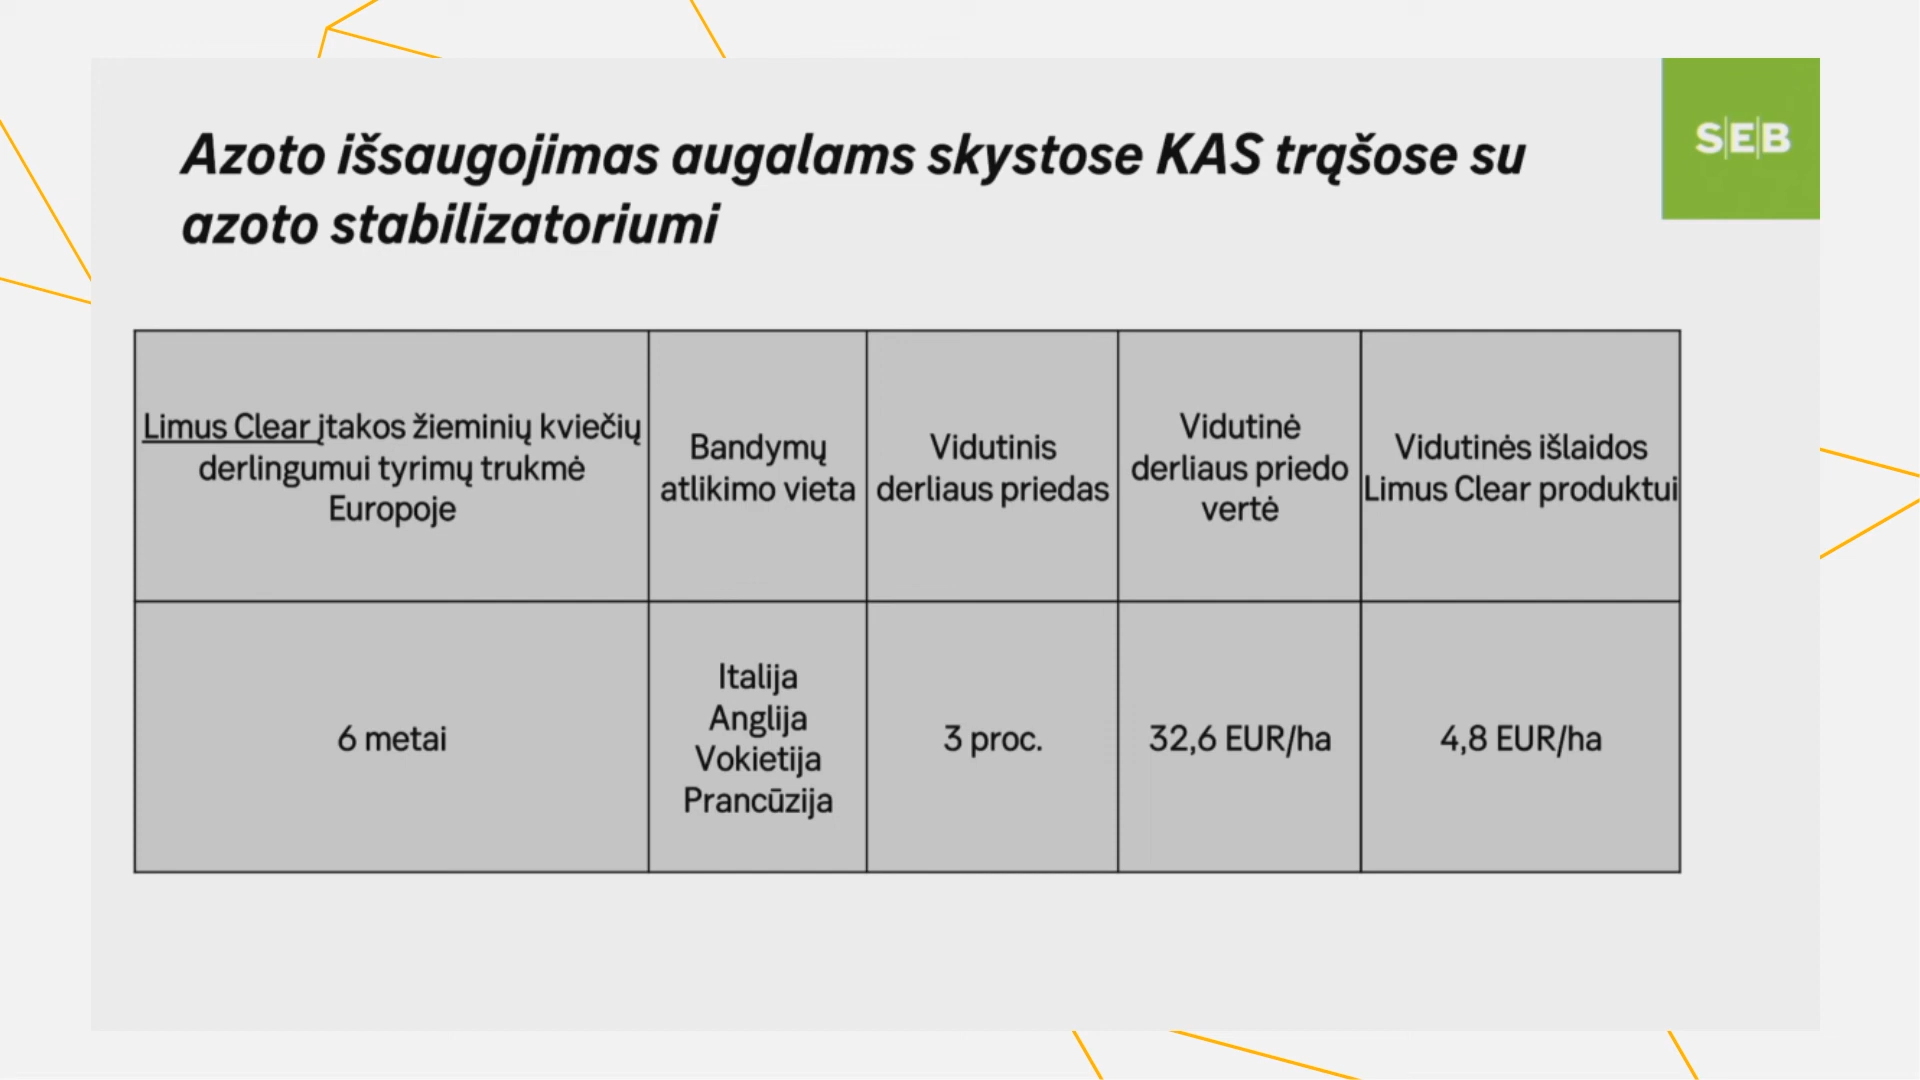 Azoto išsaugojimas augalams skystose KAS trąšose su
azoto stabilizatoriumi
S|E|B
Limus Clear įtakos žieminių kviečių
derlingumui tyrimų trukmė
Europoje
Bandymų
atlikimo vieta
Vidutinis
derliaus priedas
Vidutinė
derliaus priedo
vertė
Vidutinės išlaidos
Limus Clear produktui
6 metai
Italija
Anglija
Vokietija
Prancūzija
3 proc.
32,6 EUR/ha
4,8 EUR/ha